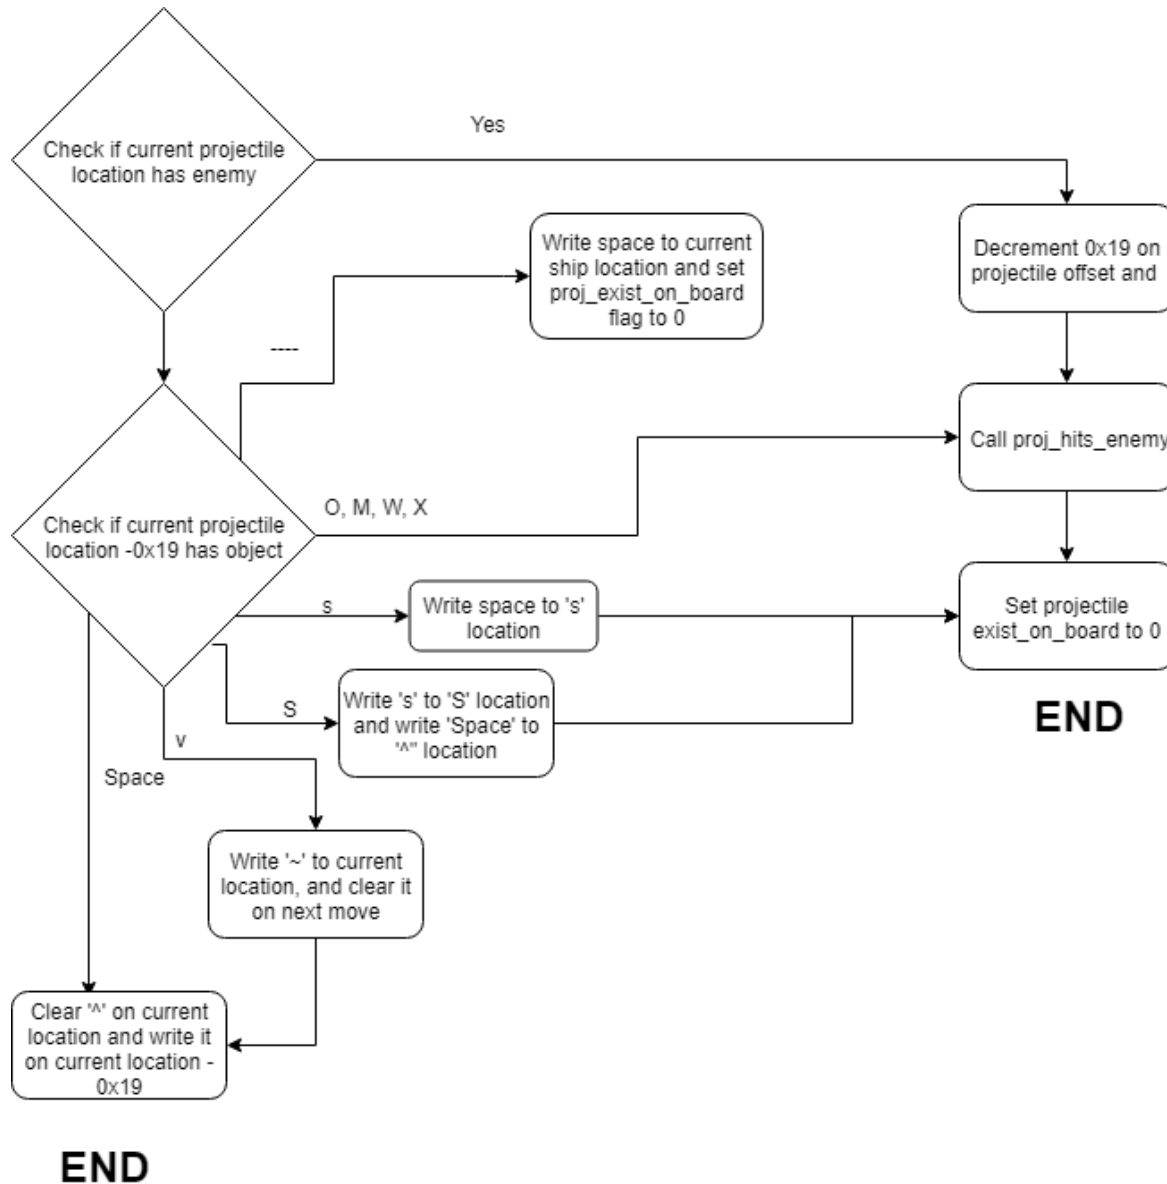 Yes
Check if current projectile
location has enemy
Write space to current
ship location and set
proj_exist_on_board
flag to 0
Decrement 0x19 on
projectile offset and
----
Call proj_hits_enemy
O, M, W, X
Check if current projectile
location -0x19 has object
s
Write space to 's'
location
Set projectile
exist_on_board to 0
S
Write 's' to 'S' location
and write 'Space' to
'^" location
END
v
Space
Write '~' to current
location, and clear it
on next move
Clear '^' on current
location and write it
on current location -
0x19
END